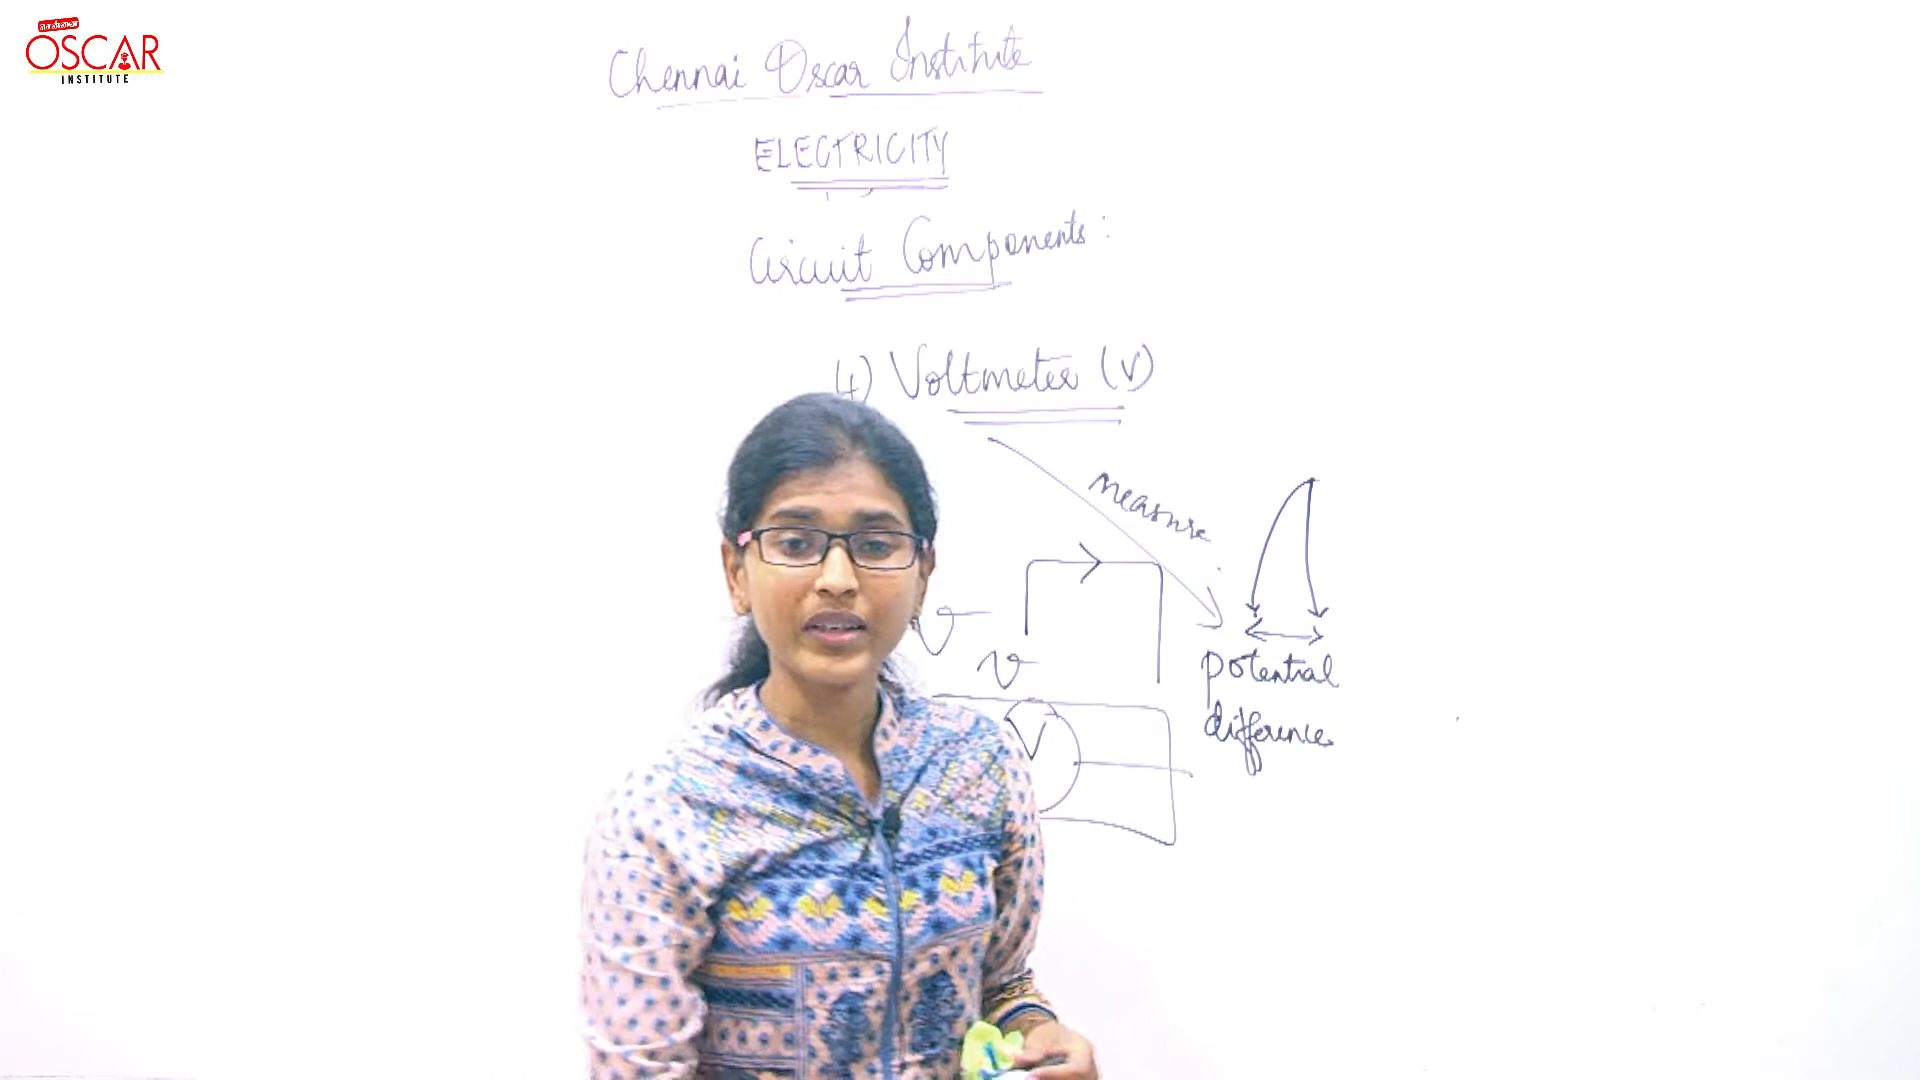 OSCAR
INSTITUTE
Chennai Oscar Institute
ELECTRICITY
Circuit Components:
4) Voltmeter (V)
measure
v
v
V
potential
difference